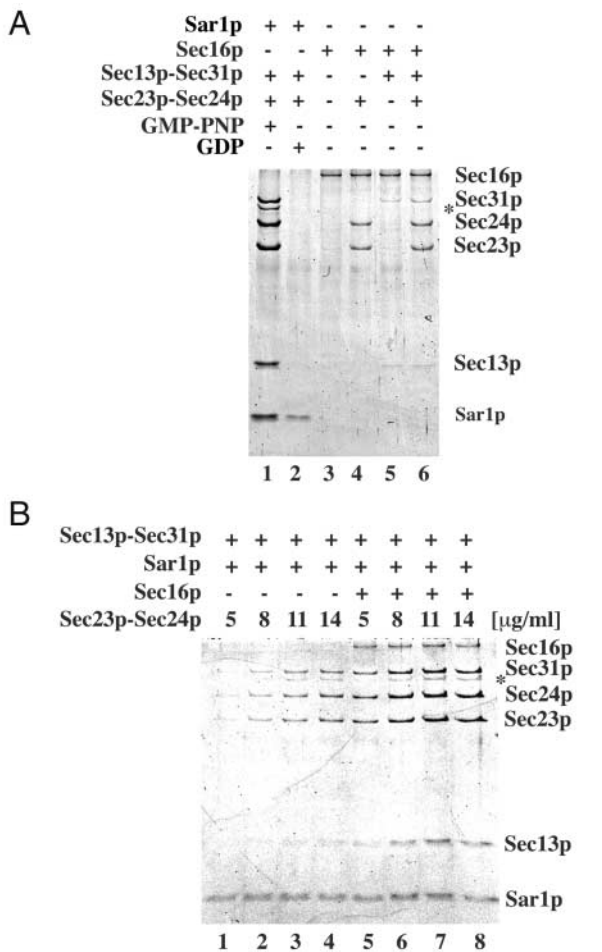 A
Sar1p + + - - - -
Sec16p - - + + + +
Sec13p-Sec31p + + - - + +
Sec23p-Sec24p + + - + - +
GMP-PNP + - - - - -
GDP - + - - - -
Sec16p
Sec31p
*
Sec24p
Sec23p
Sec13p
Sar1p
1 2 3 4 5 6
B
Sec13p-Sec31p + + + + + + + +
Sar1p + + + + + + + +
Sec16p - - - - + + + +
Sec23p-Sec24p 5 8 11 14 5 8 11 14 [μg/ml]
Sec16p
Sec31p
*
Sec24p
Sec23p
Sec13p
Sar1p
1 2 3 4 5 6 7 8